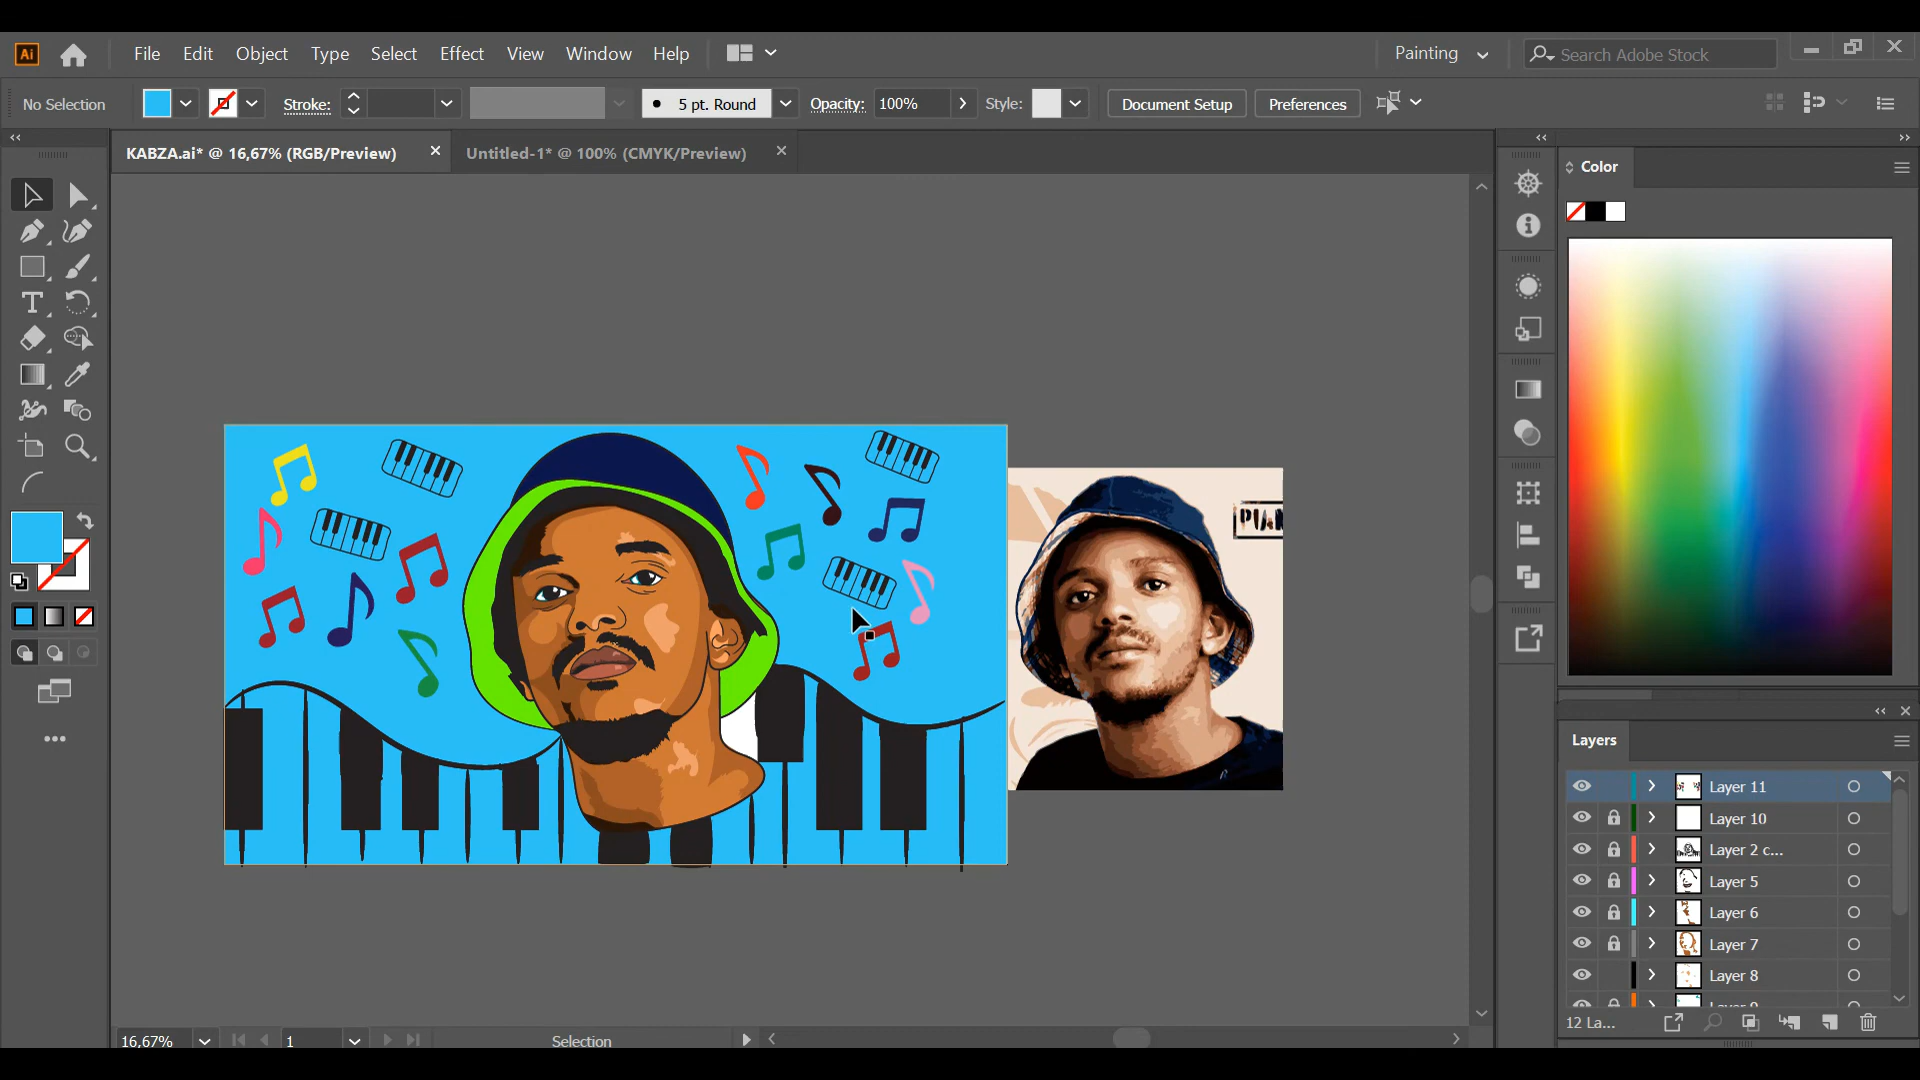 Ai File Edit Object Type Select Effect View Window Help Painting Search Adobe Stock
No Selection Stroke: 5 pt. Round Opacity: 100% Style: Document Setup Preferences
KABZA.ai* @ 16,67% (RGB/Preview) Untitled-1* @ 100% (CMYK/Preview)
Color
Layers
Layer 11
Layer 10
Layer 2 c...
Layer 5
Layer 6
Layer 7
Layer 8
12 La...
16,67% 1 Selection